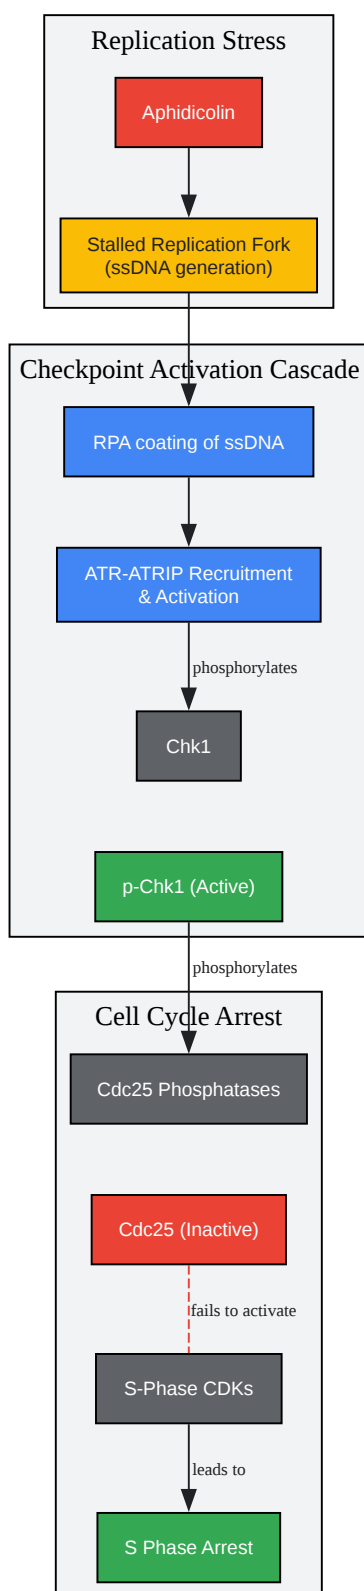 Replication Stress
Aphidicolin
Stalled Replication Fork
(ssDNA generation)
Checkpoint Activation Cascade
RPA coating of ssDNA
ATR-ATRIP Recruitment
& Activation
phosphorylates
Chk1
p-Chk1 (Active)
phosphorylates
Cell Cycle Arrest
Cdc25 Phosphatases
Cdc25 (Inactive)
fails to activate
S-Phase CDKs
leads to
S Phase Arrest